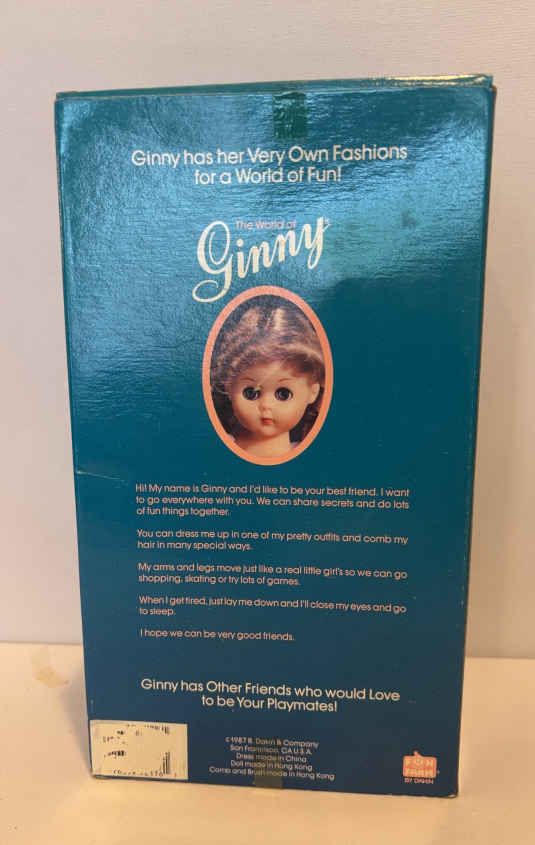 Ginny has her Very Own Fashions
for a World of Fun!
The World of
Ginny®
Hi! My name is Ginny and I'd like to be your best friend. I want
to go everywhere with you. We can share secrets and do lots
of fun things together.
You can dress me up in one of my pretty outfits and comb my
hair in many special ways.
My arms and legs move just like a real little girl's so we can go
shopping, skating or try lots of games.
When I get tired, just lay me down and I'll close my eyes and go
to sleep.
I hope we can be very good friends.
Ginny has Other Friends who would Love
to be Your Playmates!
©1987 R. Dakin & Company
San Francisco, CA U.S.A.
Dress made in China
Doll made in Hong Kong
Comb and Brush made in Hong Kong
FUN
FARM
BY DAKIN